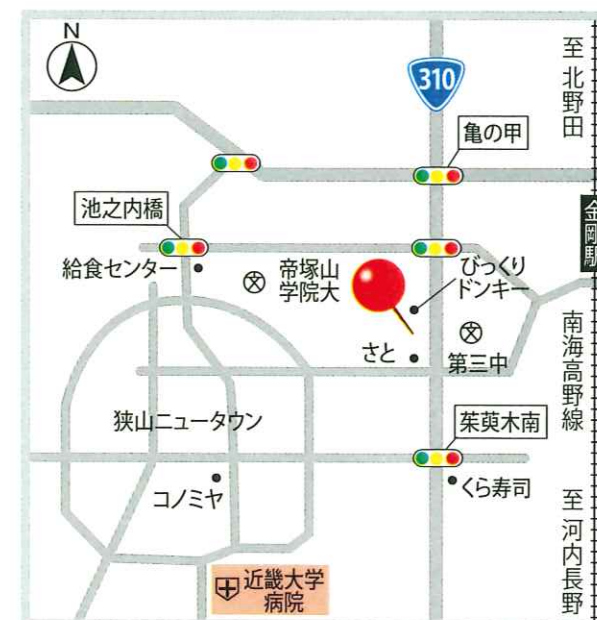 N
310
至北野田
亀の甲
池之内橋
金剛駅
給食センター
帝塚山
学院大
びっくり
ドンキー
さと
第三中
南海高野線
狭山ニュータウン
茱萸木南
コノミヤ
くら寿司
至河内長野
近畿大学
病院